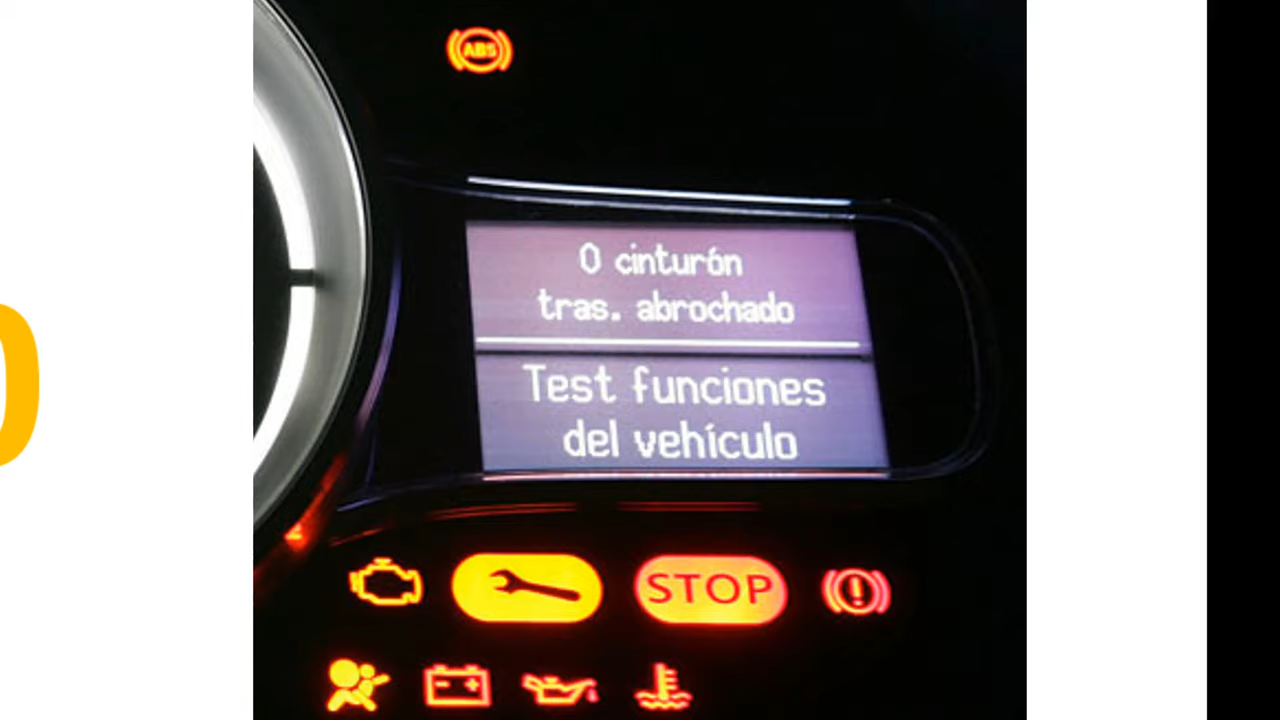 ABS
0 cinturón
tras. abrochado
Test funciones
del vehículo
STOP